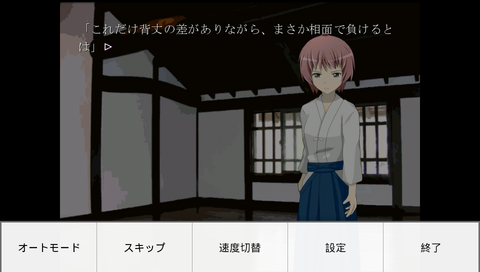 「これだけ背丈の差がありながら、まさか相面で負けると
は」▷
オートモード
スキップ
速度切替
設定
終了